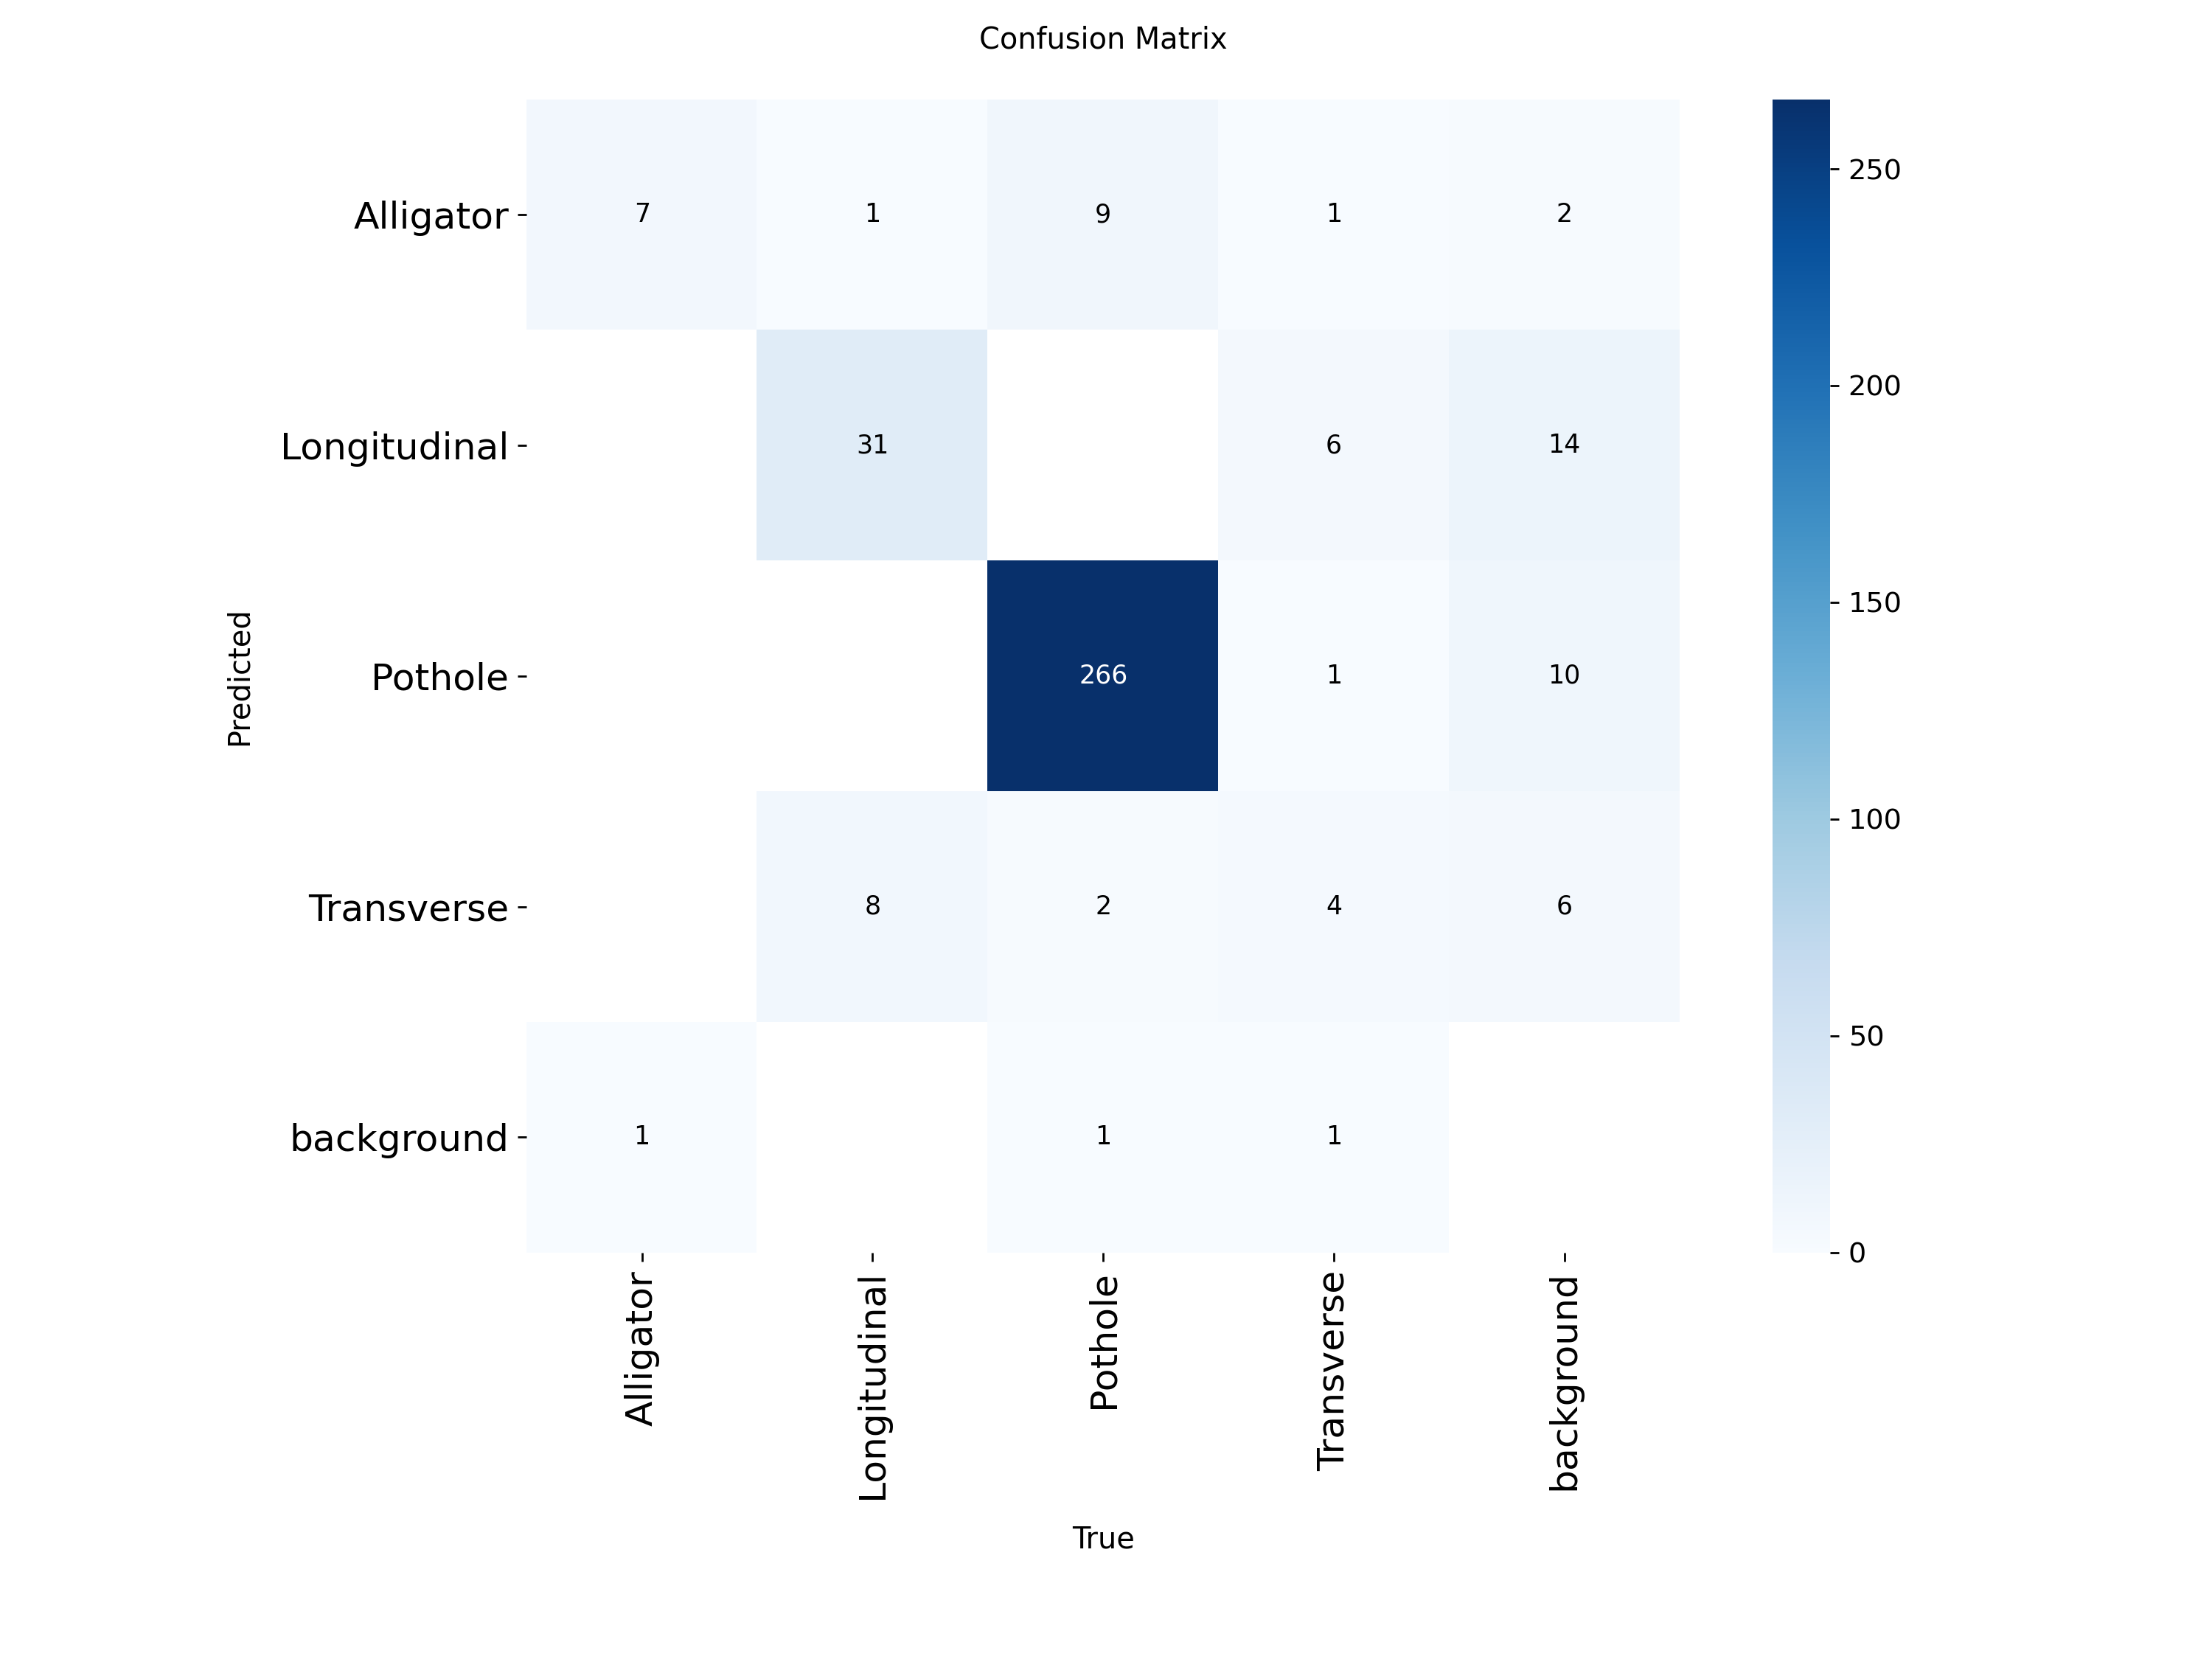 Confusion Matrix
Alligator 7 1 9 1 2
Longitudinal 31 6 14
Pothole 266 1 10
Transverse 8 2 4 6
background 1 1 1
Predicted
Alligator Longitudinal Pothole Transverse background
True
250
200
150
100
50
0